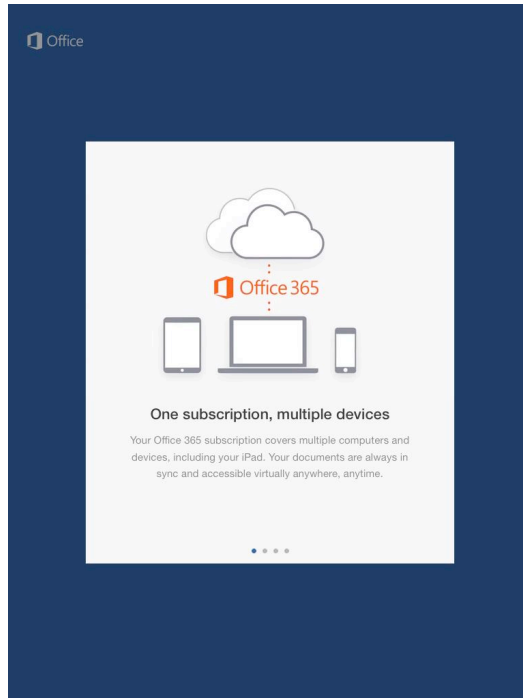 Office
Office 365
One subscription, multiple devices
Your Office 365 subscription covers multiple computers and
devices, including your iPad. Your documents are always in
sync and accessible virtually anywhere, anytime.